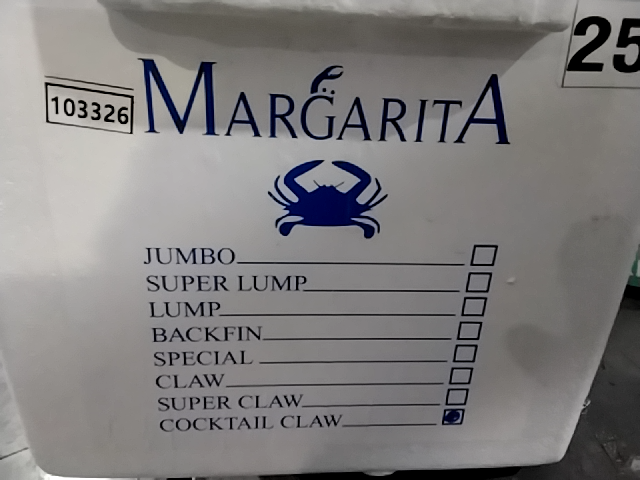 25
103326
MARGARITA
JUMBO
SUPER LUMP
LUMP
BACKFIN
SPECIAL
CLAW
SUPER CLAW
COCKTAIL CLAW